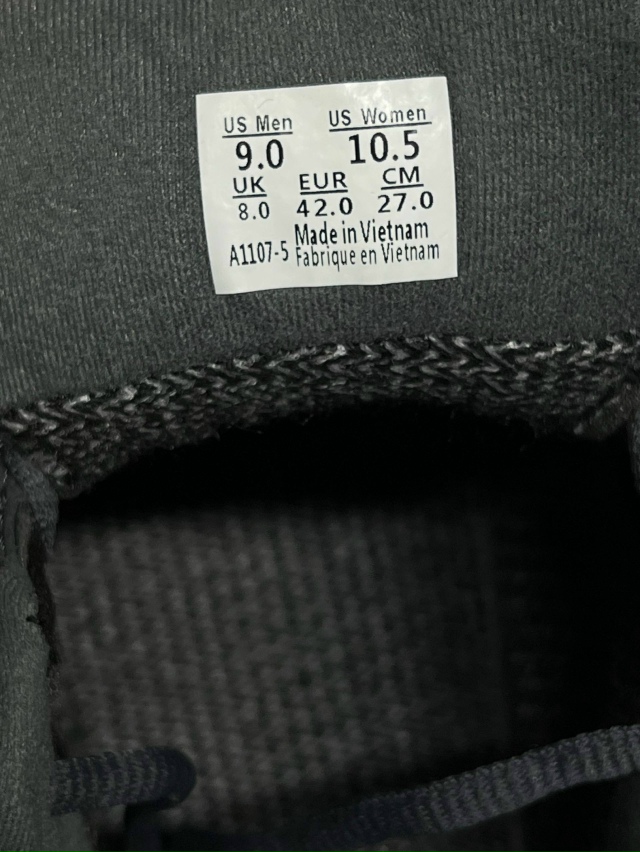 US Men US Women
9.0 10.5
UK EUR CM
8.0 42.0 27.0
Made in Vietnam
A1107-5 Fabrique en Vietnam